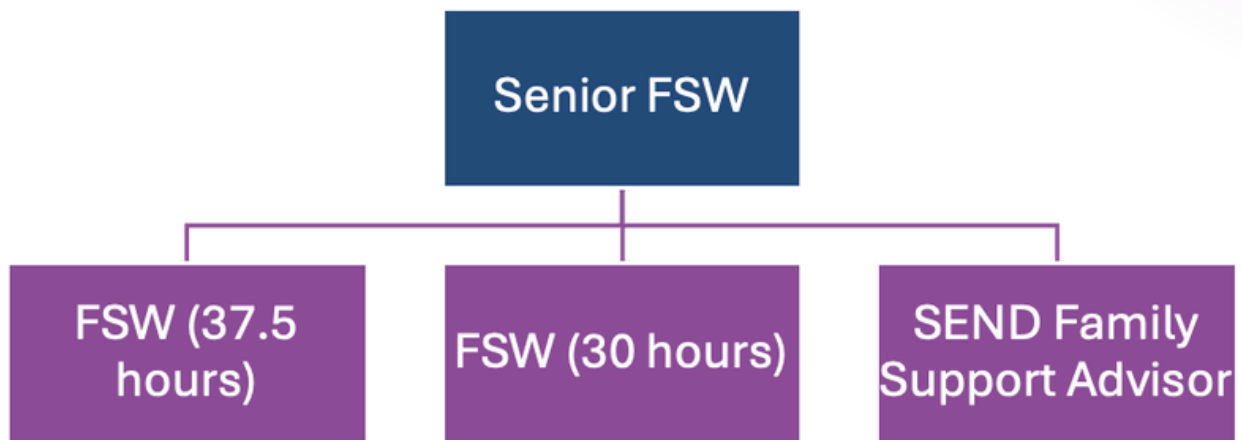 Senior FSW
FSW (37.5
hours)
FSW (30 hours)
SEND Family
Support Advisor